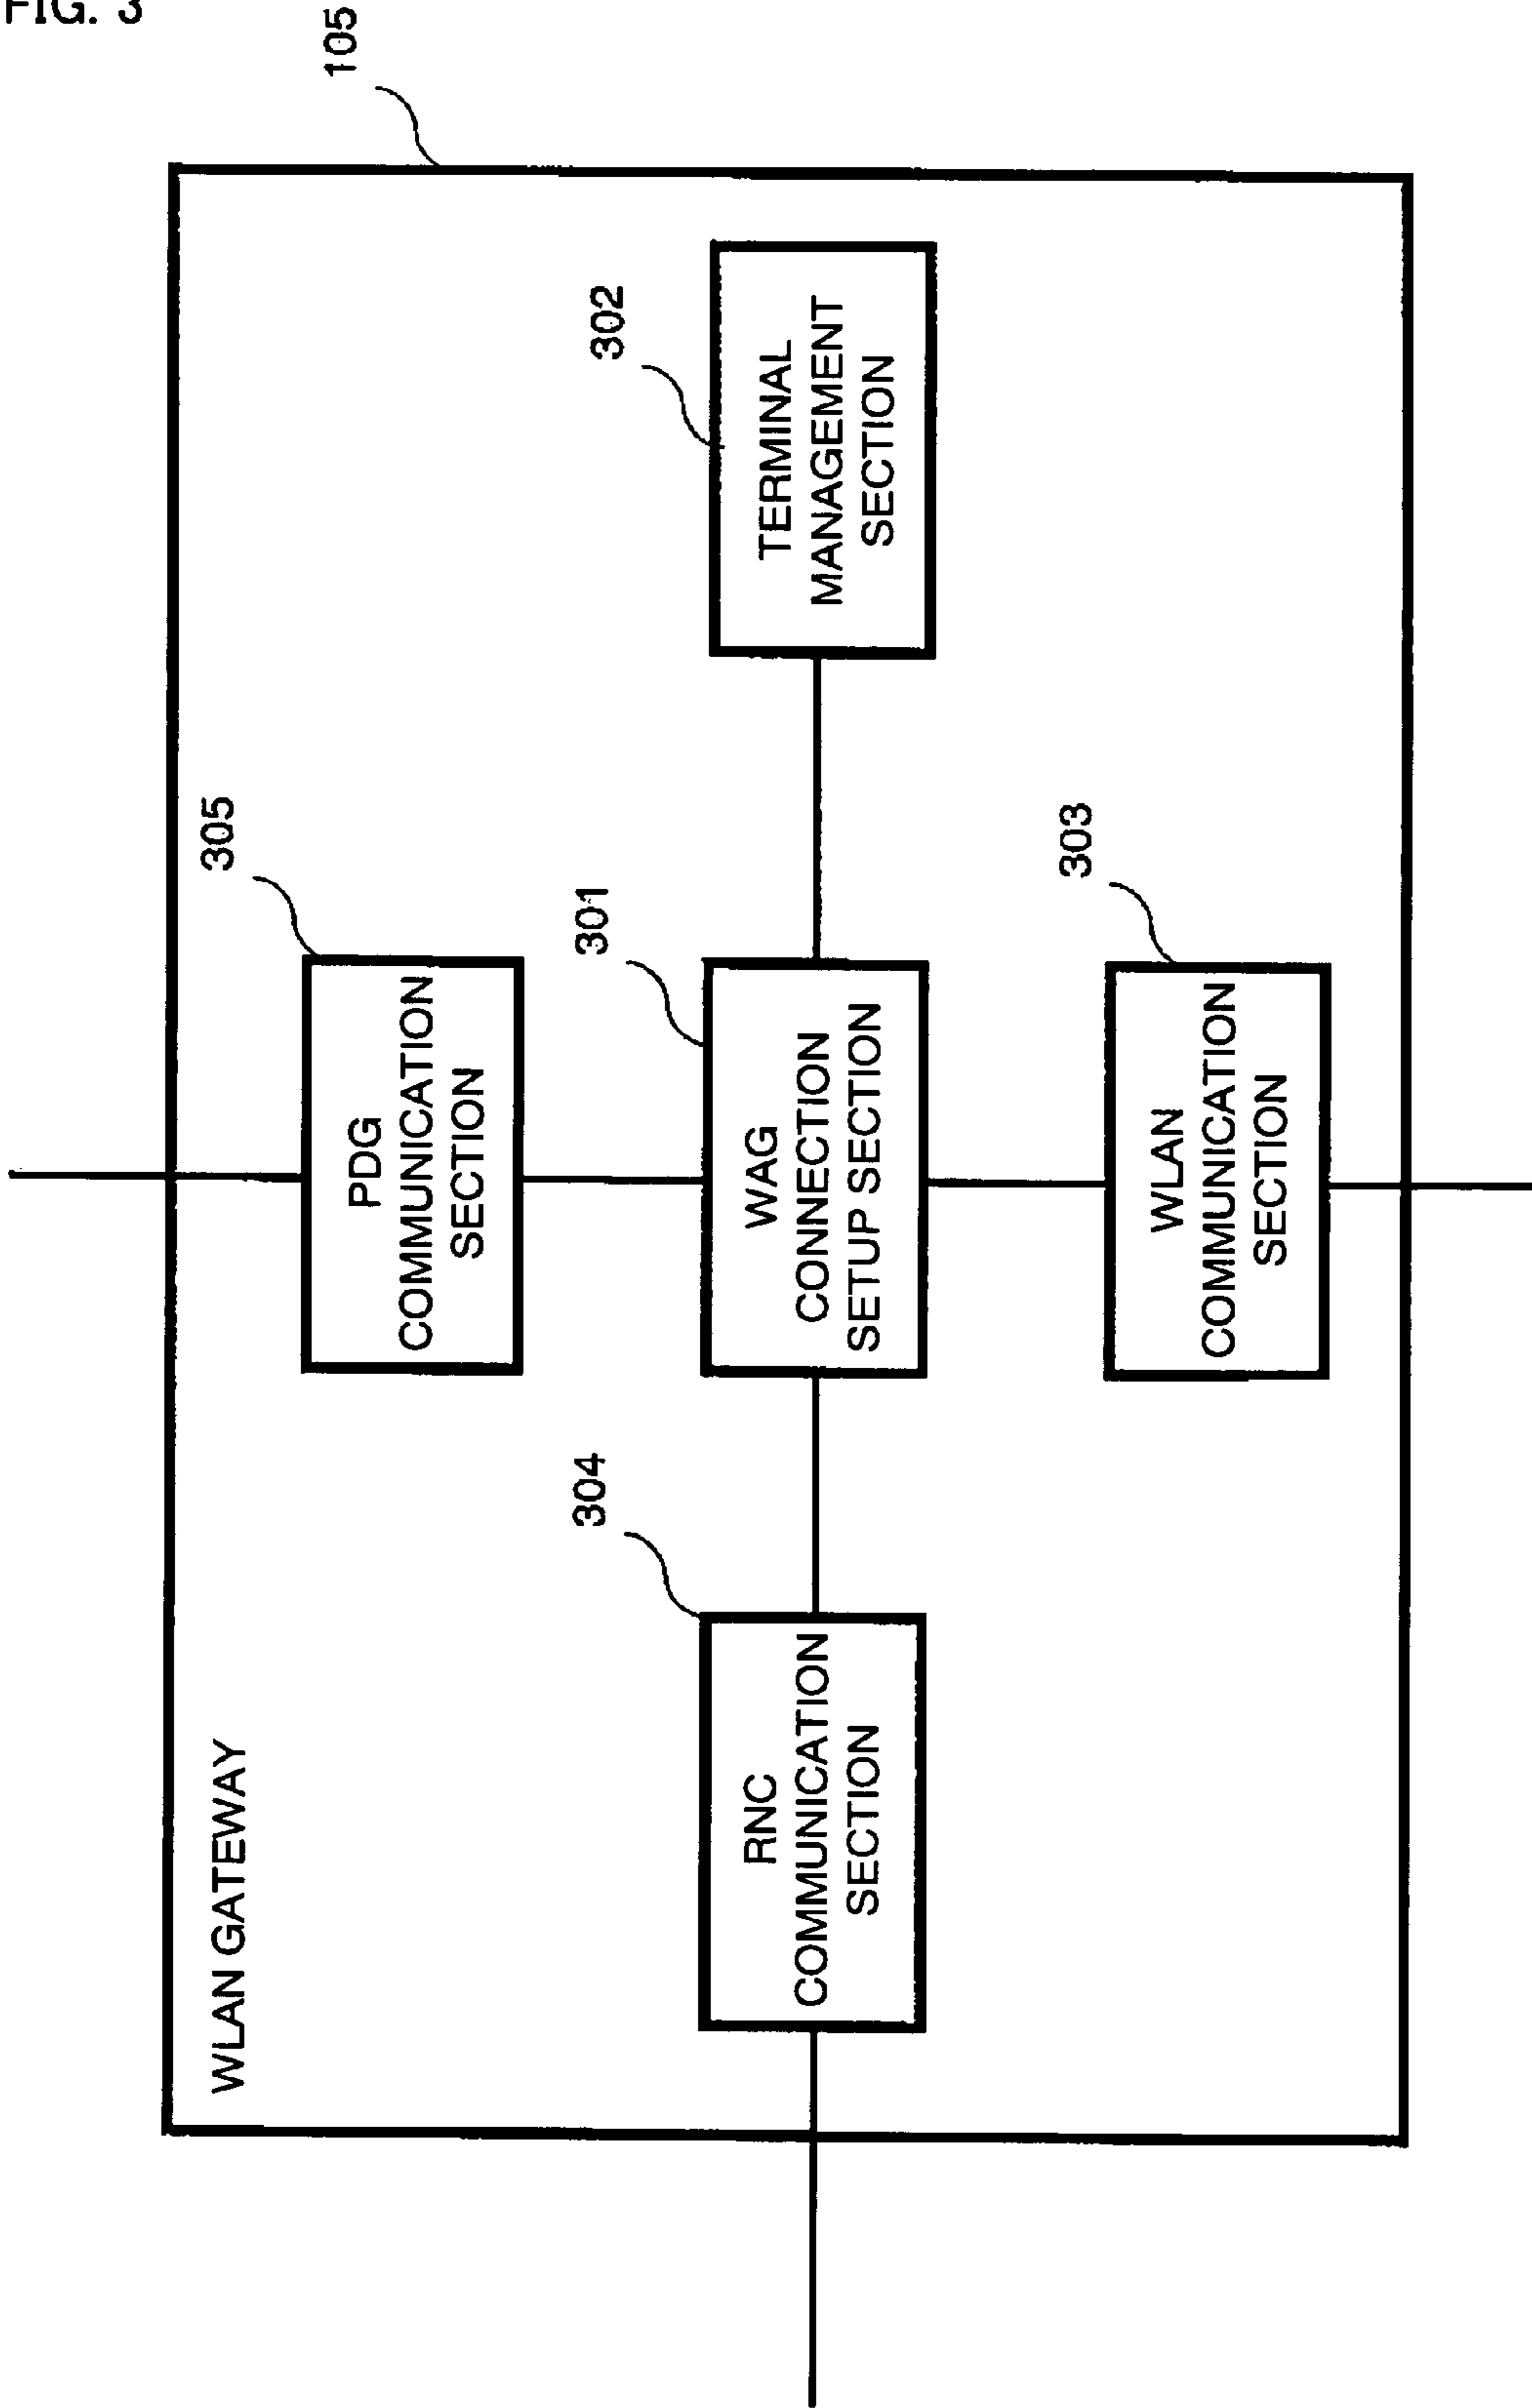 FIG. 3
105
WLAN GATEWAY
305
PDG
COMMUNICATION
SECTION
304
RNC
COMMUNICATION
SECTION
301
WAG
CONNECTION
SETUP SECTION
302
TERMINAL
MANAGEMENT
SECTION
303
WLAN
COMMUNICATION
SECTION